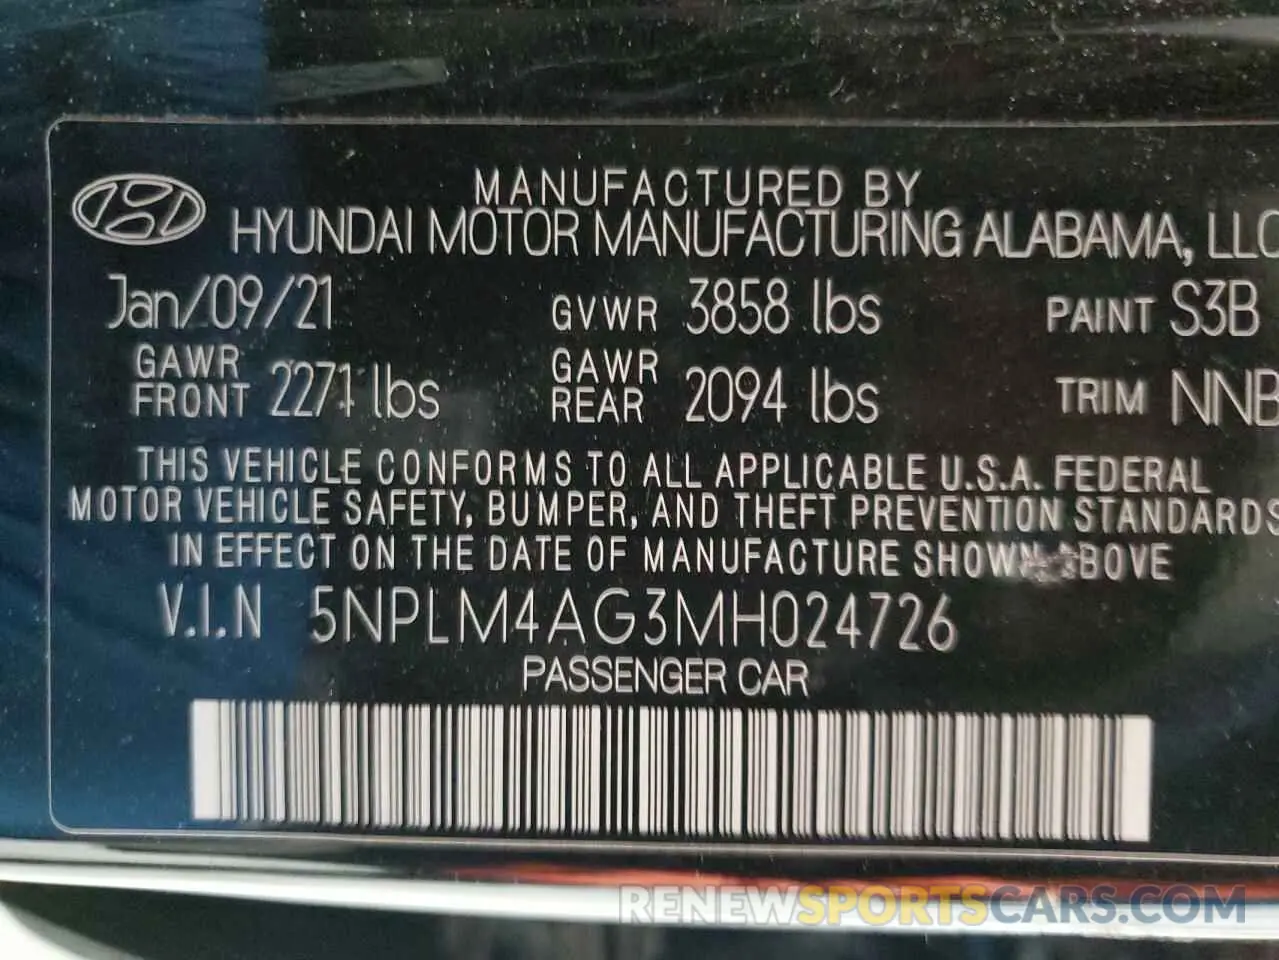 MANUFACTURED BY
HYUNDAI MOTOR MANUFACTURING ALABAMA, LLC
Jan/09/21 GVWR 3858 lbs PAINT S3B
GAWR FRONT 2271 lbs GAWR REAR 2094 lbs TRIM NNB
THIS VEHICLE CONFORMS TO ALL APPLICABLE U.S.A. FEDERAL
MOTOR VEHICLE SAFETY, BUMPER, AND THEFT PREVENTION STANDARDS
IN EFFECT ON THE DATE OF MANUFACTURE SHOWN ABOVE
V.I.N 5NPLM4AG3MH024726
PASSENGER CAR
RENEWSPORTSCARS.COM